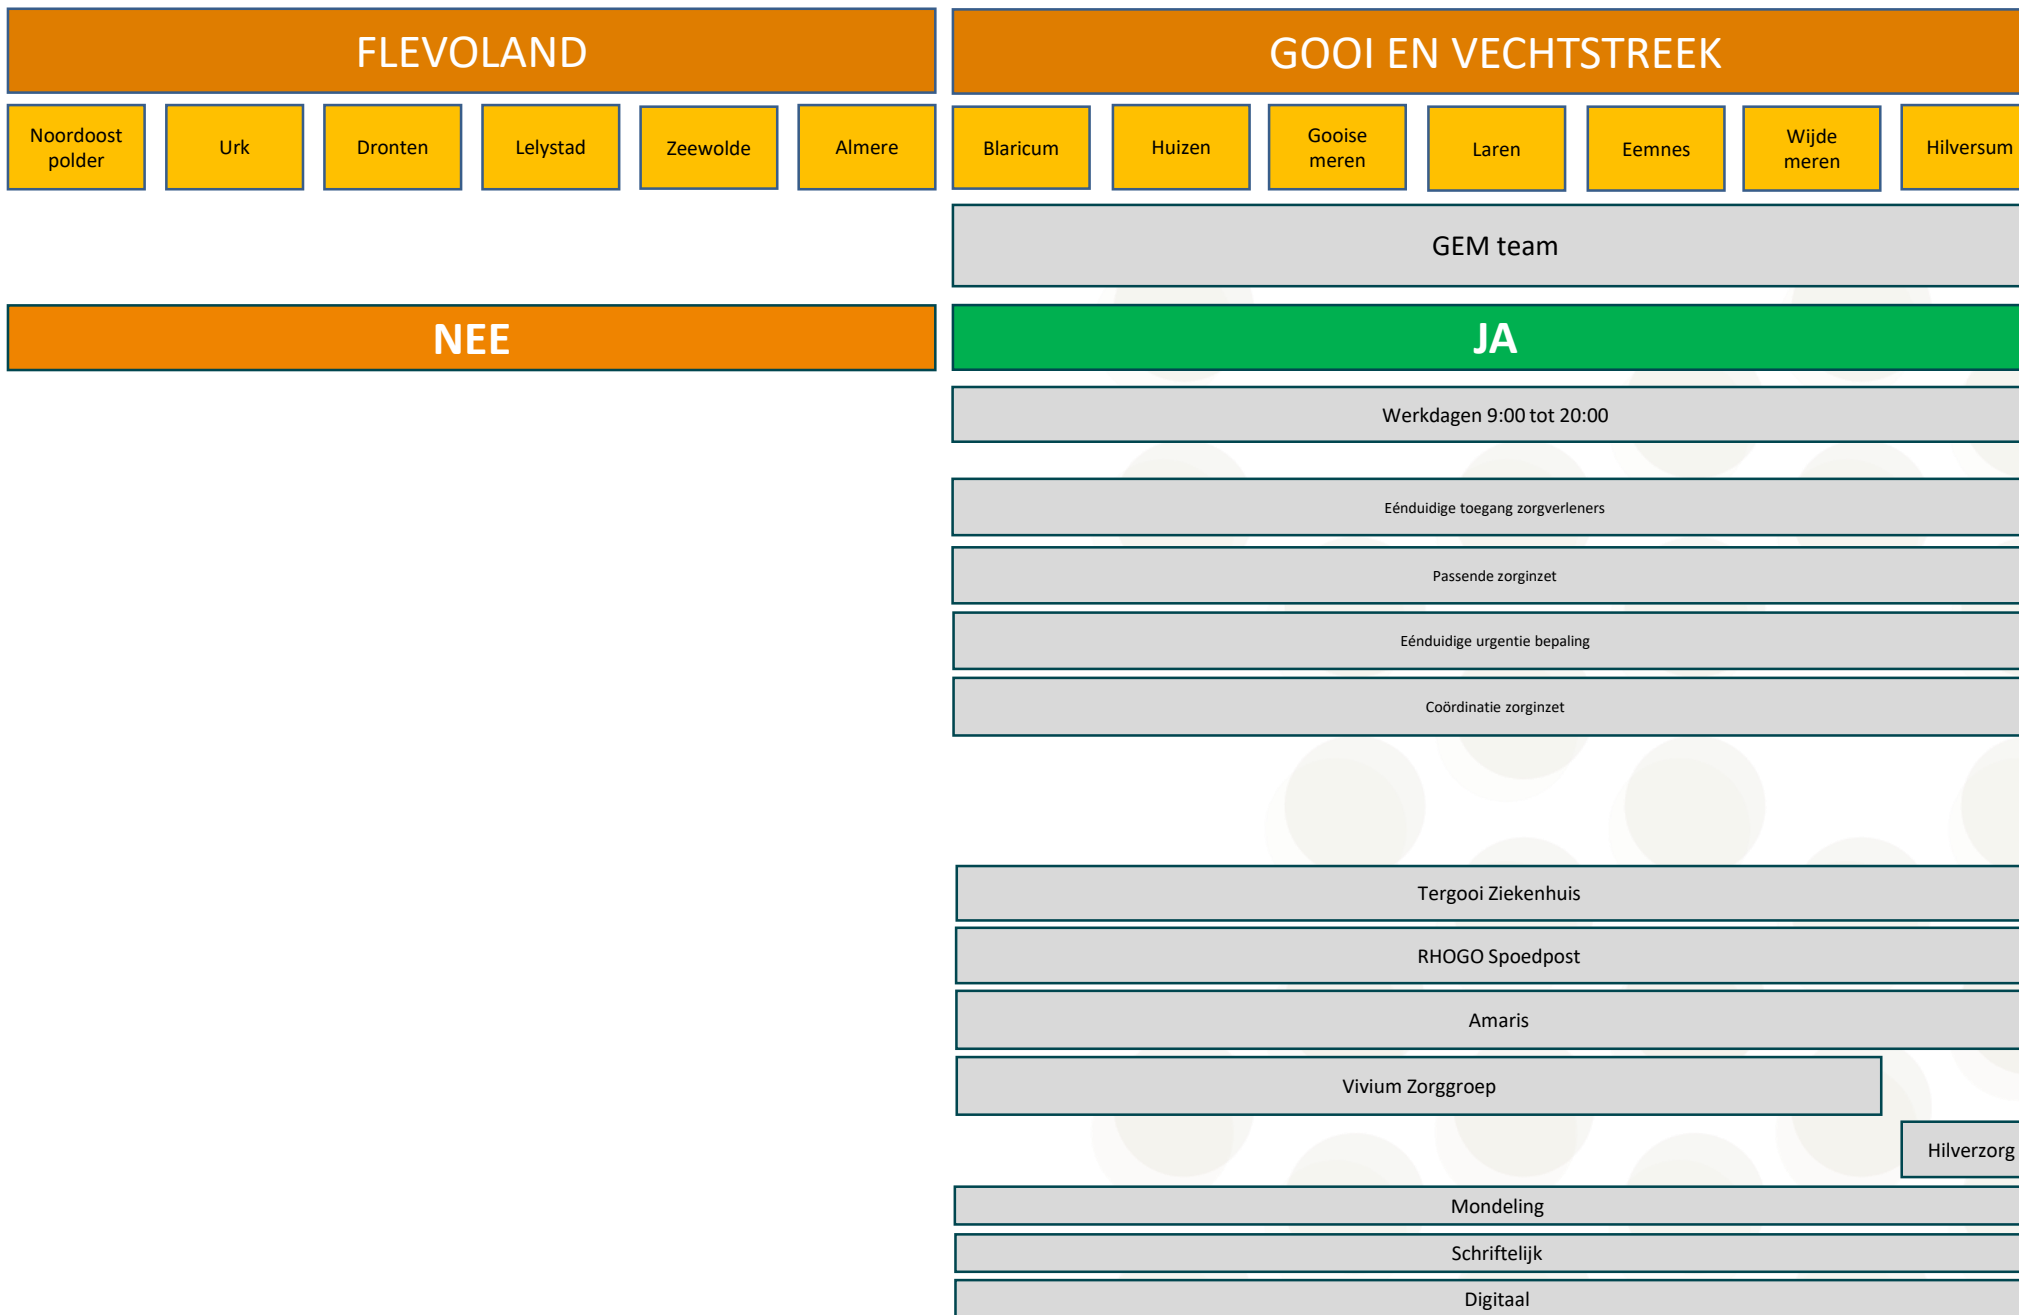 FLEVOLAND
GOOI EN VECHTSTREEK
Noordoost
polder
Urk
Dronten
Lelystad
Zeewolde
Almere
Blaricum
Huizen
Gooise
meren
Laren
Eemnes
Wijde
meren
Hilversum
GEM team
NEE
JA
Werkdagen 9:00 tot 20:00
Eénduidige toegang zorgverleners
Passende zorginzet
Eénduidige urgentie bepaling
Coördinatie zorginzet
Tergooi Ziekenhuis
RHOGO Spoedpost
Amaris
Vivium Zorggroep
Hilverzorg
Mondeling
Schriftelijk
Digitaal